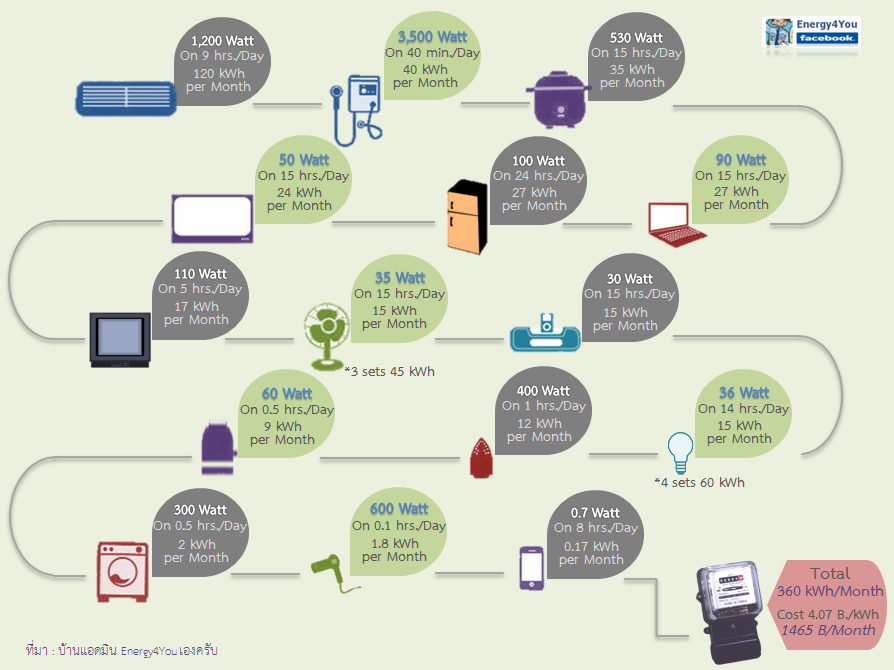 Energy4You
facebook
1,200 Watt
On 9 hrs./Day
120 kWh
per Month
3,500 Watt
On 40 min./Day
40 kWh
per Month
530 Watt
On 15 hrs./Day
35 kWh
per Month
50 Watt
On 15 hrs./Day
24 kWh
per Month
100 Watt
On 24 hrs./Day
27 kWh
per Month
90 Watt
On 15 hrs./Day
27 kWh
per Month
110 Watt
On 5 hrs./Day
17 kWh
per Month
35 Watt
On 15 hrs./Day
15 kWh
per Month
*3 sets 45 kWh
30 Watt
On 15 hrs./Day
15 kWh
per Month
60 Watt
On 0.5 hrs./Day
9 kWh
per Month
400 Watt
On 1 hrs./Day
12 kWh
per Month
36 Watt
On 14 hrs./Day
15 kWh
per Month
*4 sets 60 kWh
300 Watt
On 0.5 hrs./Day
2 kWh
per Month
600 Watt
On 0.1 hrs./Day
1.8 kWh
per Month
0.7 Watt
On 8 hrs./Day
0.17 kWh
per Month
Total
360 kWh/Month
Cost 4.07 B./kWh
1465 B/Month
ที่มา : บ้านแอดมิน Energy4You เองครับ